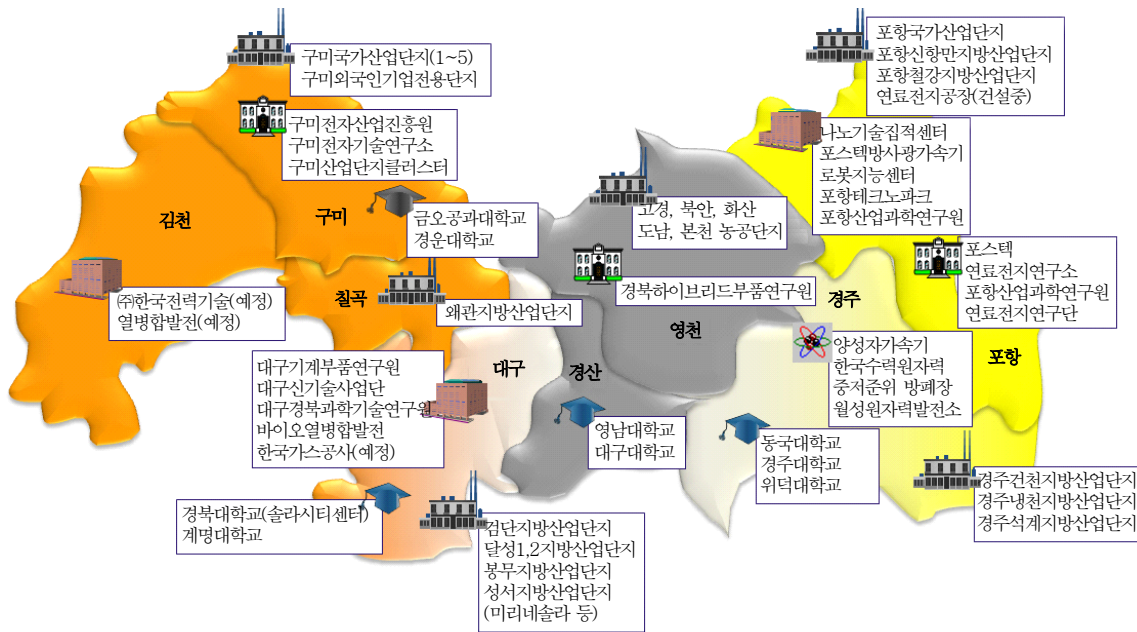 구미국가산업단지(1~5)
구미외국인기업전용단지
구미전자산업진흥원
구미전자기술연구소
구미산업단지클러스터
김천
구미
금오공과대학교
경운대학교
㈜한국전력기술(예정)
열병합발전(예정)
칠곡
왜관지방산업단지
대구기계부품연구원
대구신기술사업단
대구경북과학기술연구원
바이오열병합발전
한국가스공사(예정)
대구
경북대학교(솔라시티센터)
계명대학교
검단지방산업단지
달성1,2지방산업단지
봉무지방산업단지
성서지방산업단지
(미리네솔라 등)
고경, 북안, 화산
도남, 본천 농공단지
경북하이브리드부품연구원
영천
경산
영남대학교
대구대학교
포항국가산업단지
포항신항만지방산업단지
포항철강지방산업단지
연료전지공장(건설중)
나노기술집적센터
포스텍방사광가속기
로봇지능센터
포항테크노파크
포항산업과학연구원
포스텍
연료전지연구소
포항산업과학연구원
연료전지연구단
경주
양성자가속기
한국수력원자력
중저준위 방폐장
월성원자력발전소
포항
동국대학교
경주대학교
위덕대학교
경주건천지방산업단지
경주냉천지방산업단지
경주석계지방산업단지